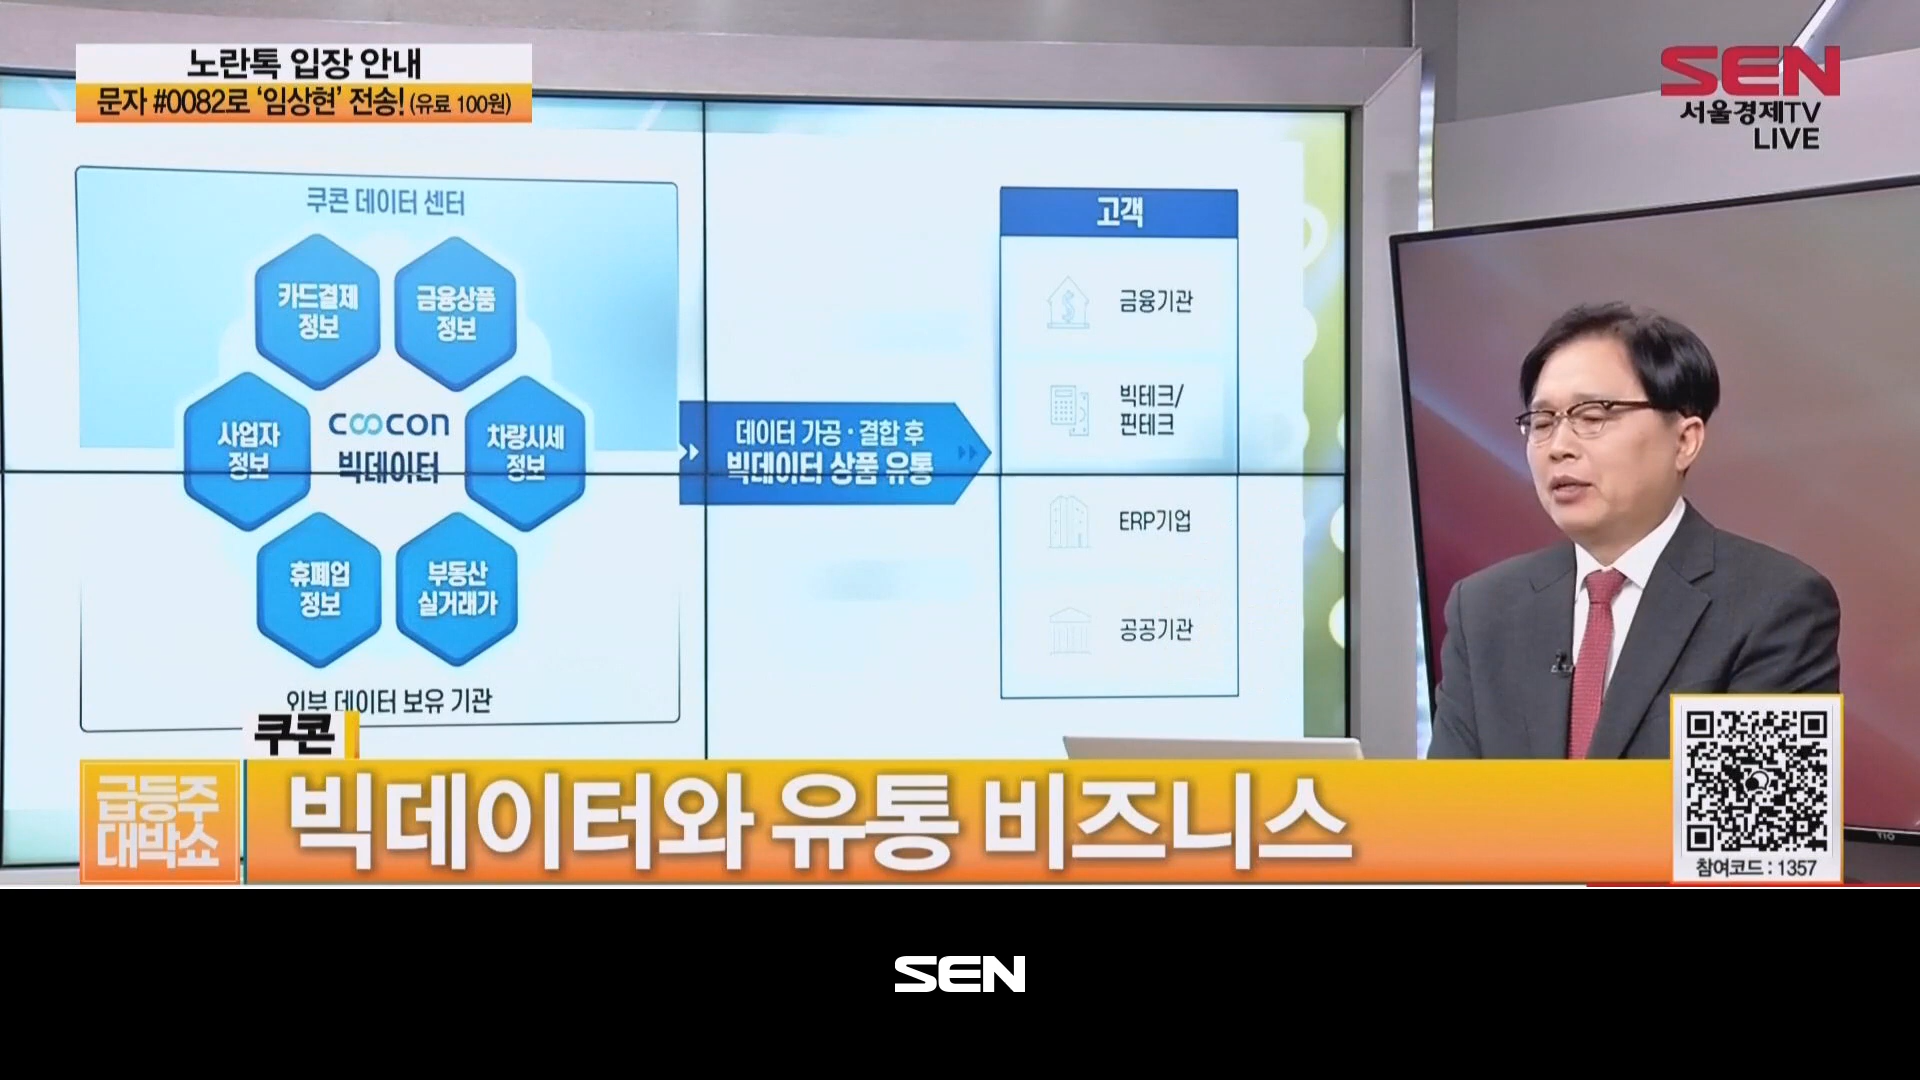 노란톡 입장 안내
문자 #0082로 '임상현' 전송! (유료 100원)
SEN
서울경제TV
LIVE
쿠콘 데이터 센터
카드결제
정보
금융상품
정보
사업자
정보
coocon
빅데이터
차량시세
정보
휴폐업
정보
부동산
실거래가
외부 데이터 보유 기관
데이터 가공·결합 후
빅데이터 상품 유통
고객
금융기관
빅테크/
핀테크
ERP기업
공공기관
쿠콘
급등주
대박쇼
빅데이터와 유통 비즈니스
참여코드 : 1357
SEN